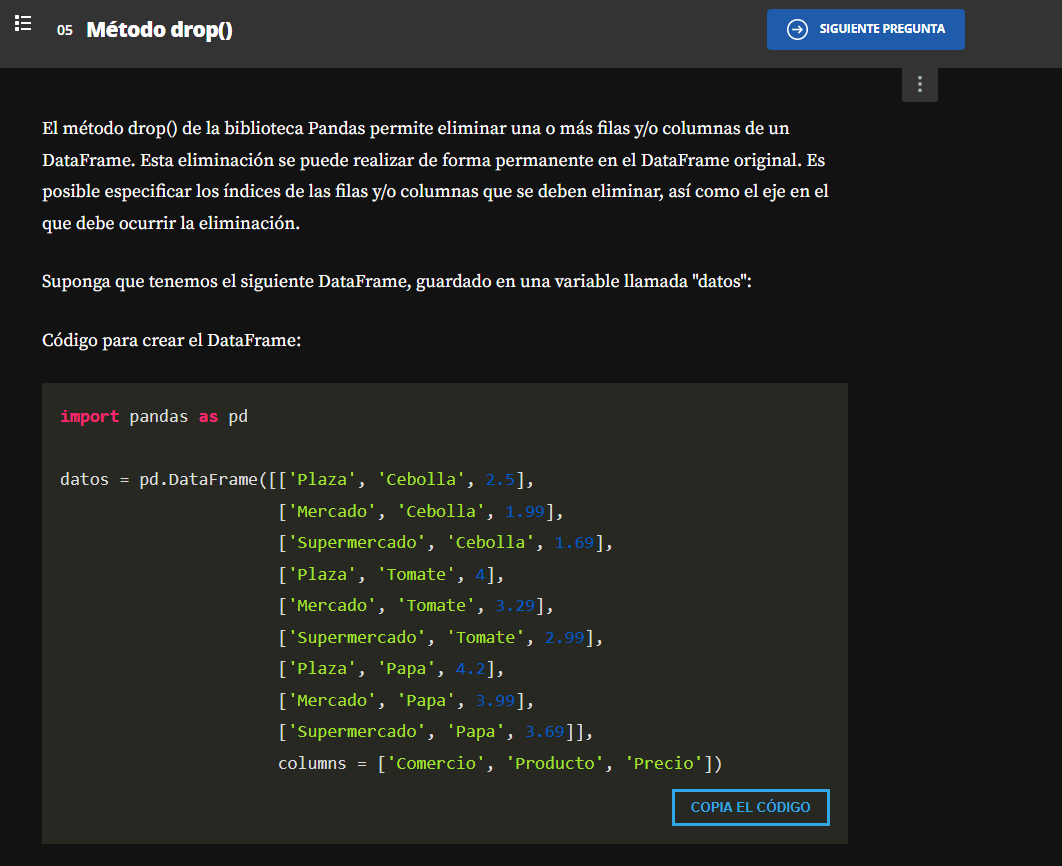 05 Método drop()
SIGUIENTE PREGUNTA
El método drop() de la biblioteca Pandas permite eliminar una o más filas y/o columnas de un
DataFrame. Esta eliminación se puede realizar de forma permanente en el DataFrame original. Es
posible especificar los índices de las filas y/o columnas que se deben eliminar, así como el eje en el
que debe ocurrir la eliminación.
Suponga que tenemos el siguiente DataFrame, guardado en una variable llamada "datos":
Código para crear el DataFrame:
import pandas as pd
datos = pd.DataFrame([['Plaza', 'Cebolla', 2.5],
['Mercado', 'Cebolla', 1.99],
['Supermercado', 'Cebolla', 1.69],
['Plaza', 'Tomate', 4],
['Mercado', 'Tomate', 3.29],
['Supermercado', 'Tomate', 2.99],
['Plaza', 'Papa', 4.2],
['Mercado', 'Papa', 3.99],
['Supermercado', 'Papa', 3.69]],
columns = ['Comercio', 'Producto', 'Precio'])
COPIA EL CÓDIGO